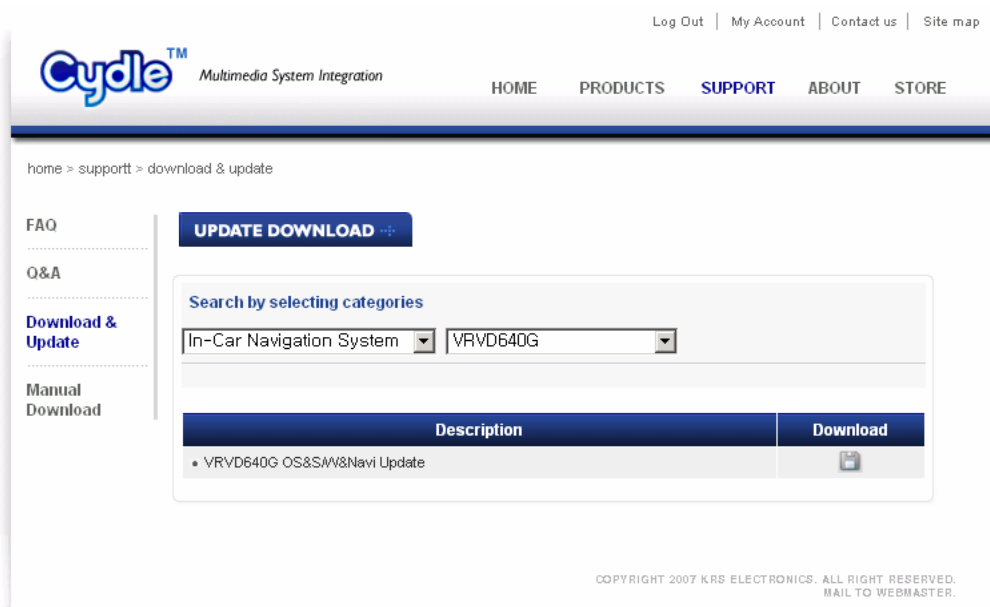 Log Out | My Account | Contact us | Site map
Cydle™ Multimedia System Integration
HOME PRODUCTS SUPPORT ABOUT STORE
home > supportt > download & update
FAQ
Q&A
Download &
Update
Manual
Download
UPDATE DOWNLOAD
Search by selecting categories
In-Car Navigation System VRVD640G
Description Download
• VRVD640G OS&S/W&Navi Update
COPYRIGHT 2007 KRS ELECTRONICS. ALL RIGHT RESERVED.
MAIL TO WEBMASTER.